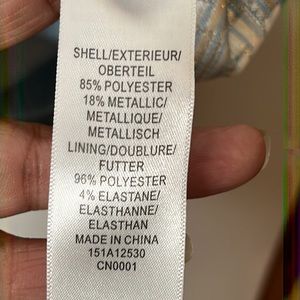 SHELL/EXTERIEUR/
OBERTEIL
85% POLYESTER
18% METALLIC/
METALLIQUE/
METALLISCH
LINING/DOUBLURE/
FUTTER
96% POLYESTER
4% ELASTANE/
ELASTHANNE/
ELASTHAN
MADE IN CHINA
151A12530
CN0001